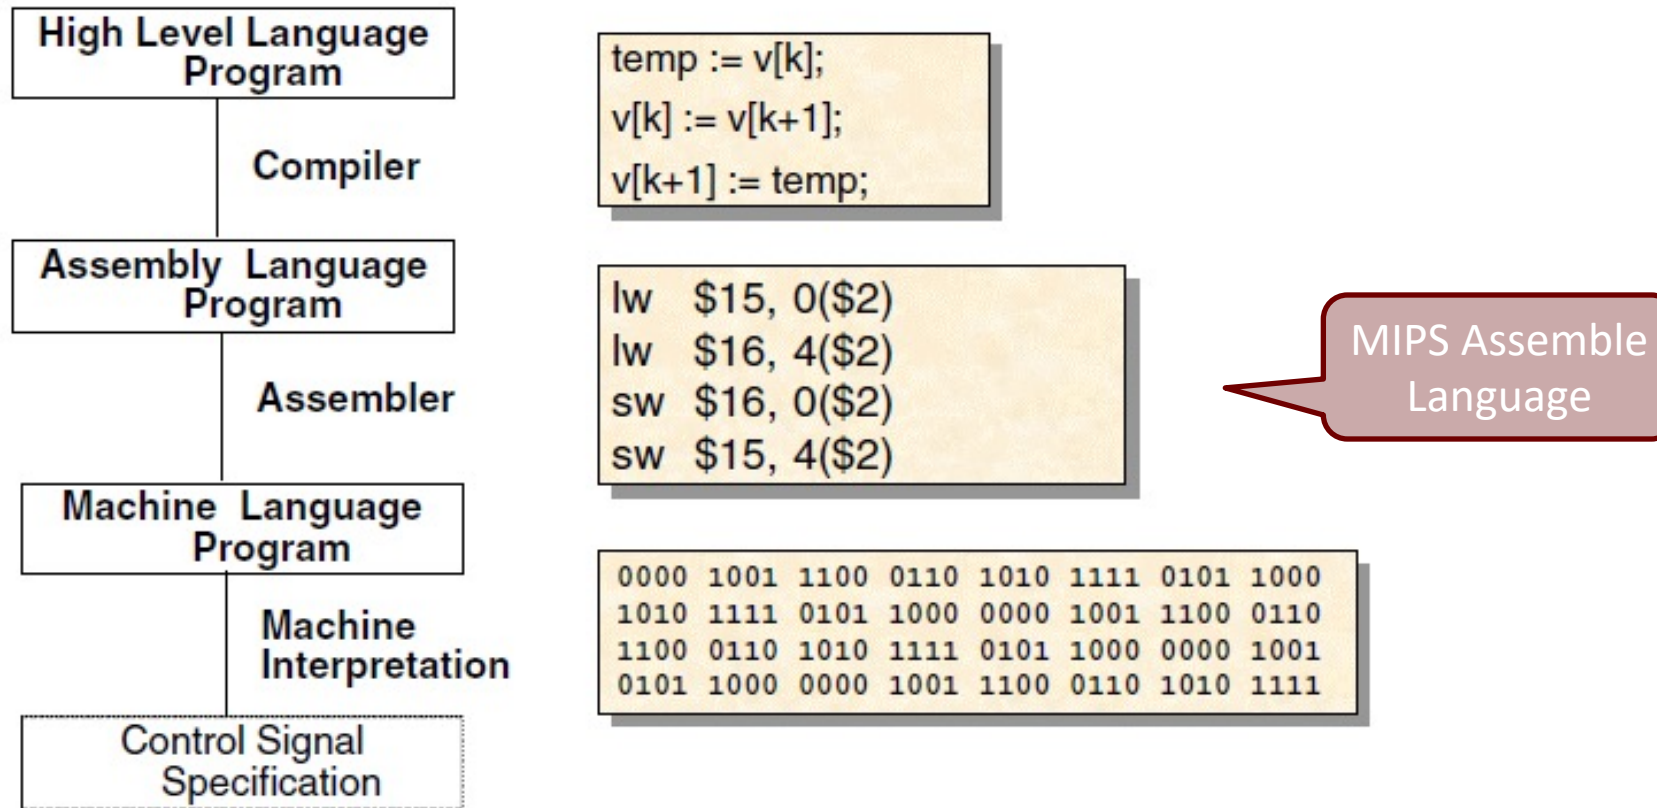 High Level Language
Program
Compiler
Assembly Language
Program
Assembler
Machine Language
Program
Machine
Interpretation
Control Signal
Specification
temp := v[k];
v[k] := v[k+1];
v[k+1] := temp;
lw $15, 0($2)
lw $16, 4($2)
sw $16, 0($2)
sw $15, 4($2)
MIPS Assemble
Language
0000 1001 1100 0110 1010 1111 0101 1000
1010 1111 0101 1000 0000 1001 1100 0110
1100 0110 1010 1111 0101 1000 0000 1001
0101 1000 0000 1001 1100 0110 1010 1111